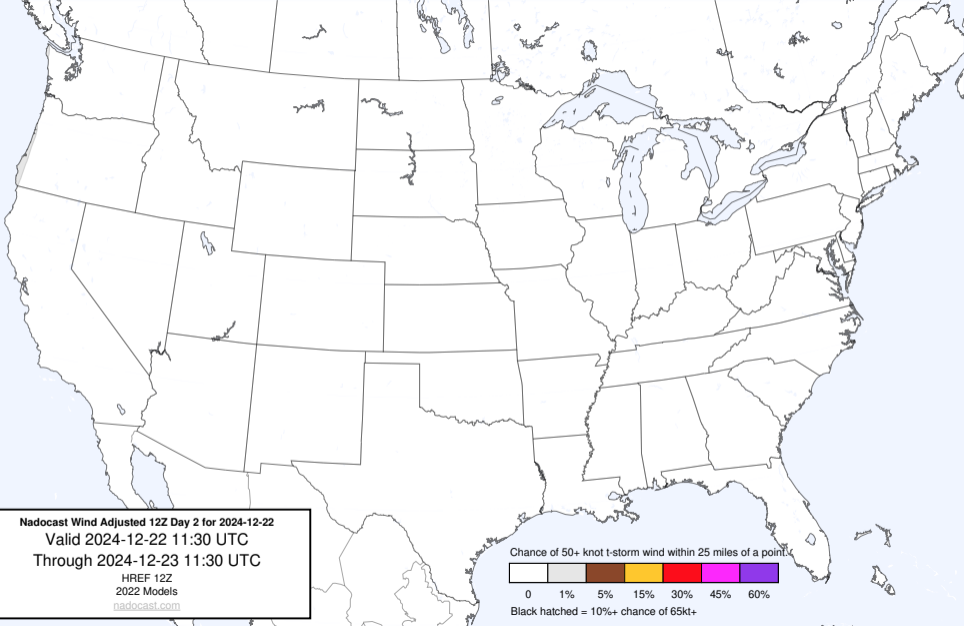 Nadocast Wind Adjusted 12Z Day 2 for 2024-12-22
Valid 2024-12-22 11:30 UTC
Through 2024-12-23 11:30 UTC
HREF 12Z
2022 Models
nadocast.com
Chance of 50+ knot t-storm wind within 25 miles of a point.
0 1% 5% 15% 30% 45% 60%
Black hatched = 10%+ chance of 65kt+